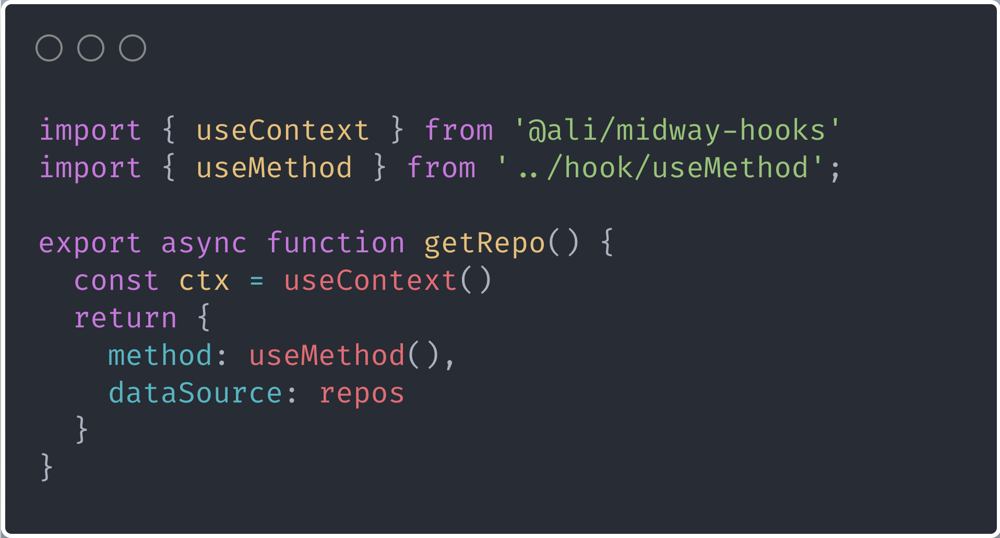 import { useContext } from '@ali/midway-hooks'
import { useMethod } from '../hook/useMethod';
export async function getRepo() {
  const ctx = useContext()
  return {
    method: useMethod(),
    dataSource: repos
  }
}